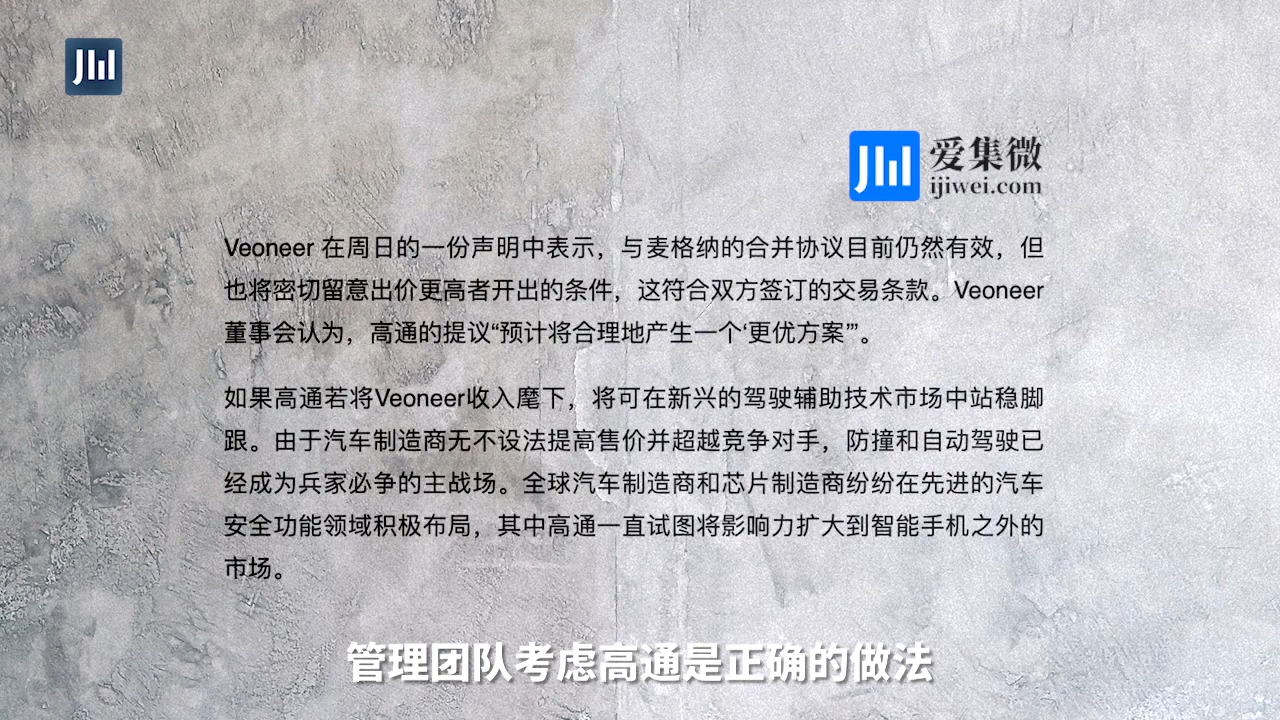 JW
JW
爱集微
ijiwei.com
Veoneer 在周日的一份声明中表示，与麦格纳的合并协议目前仍然有效，但
也将密切留意出价更高者开出的条件，这符合双方签订的交易条款。Veoneer
董事会认为，高通的提议“预计将合理地产生一个‘更优方案’”。
如果高通若将Veoneer收入麾下，将可在新兴的驾驶辅助技术市场中站稳脚
跟。由于汽车制造商无不设法提高售价并超越竞争对手，防撞和自动驾驶已
经成为兵家必争的主战场。全球汽车制造商和芯片制造商纷纷在先进的汽车
安全功能领域积极布局，其中高通一直试图将影响力扩大到智能手机之外的
市场。
管理团队考虑高通是正确的做法